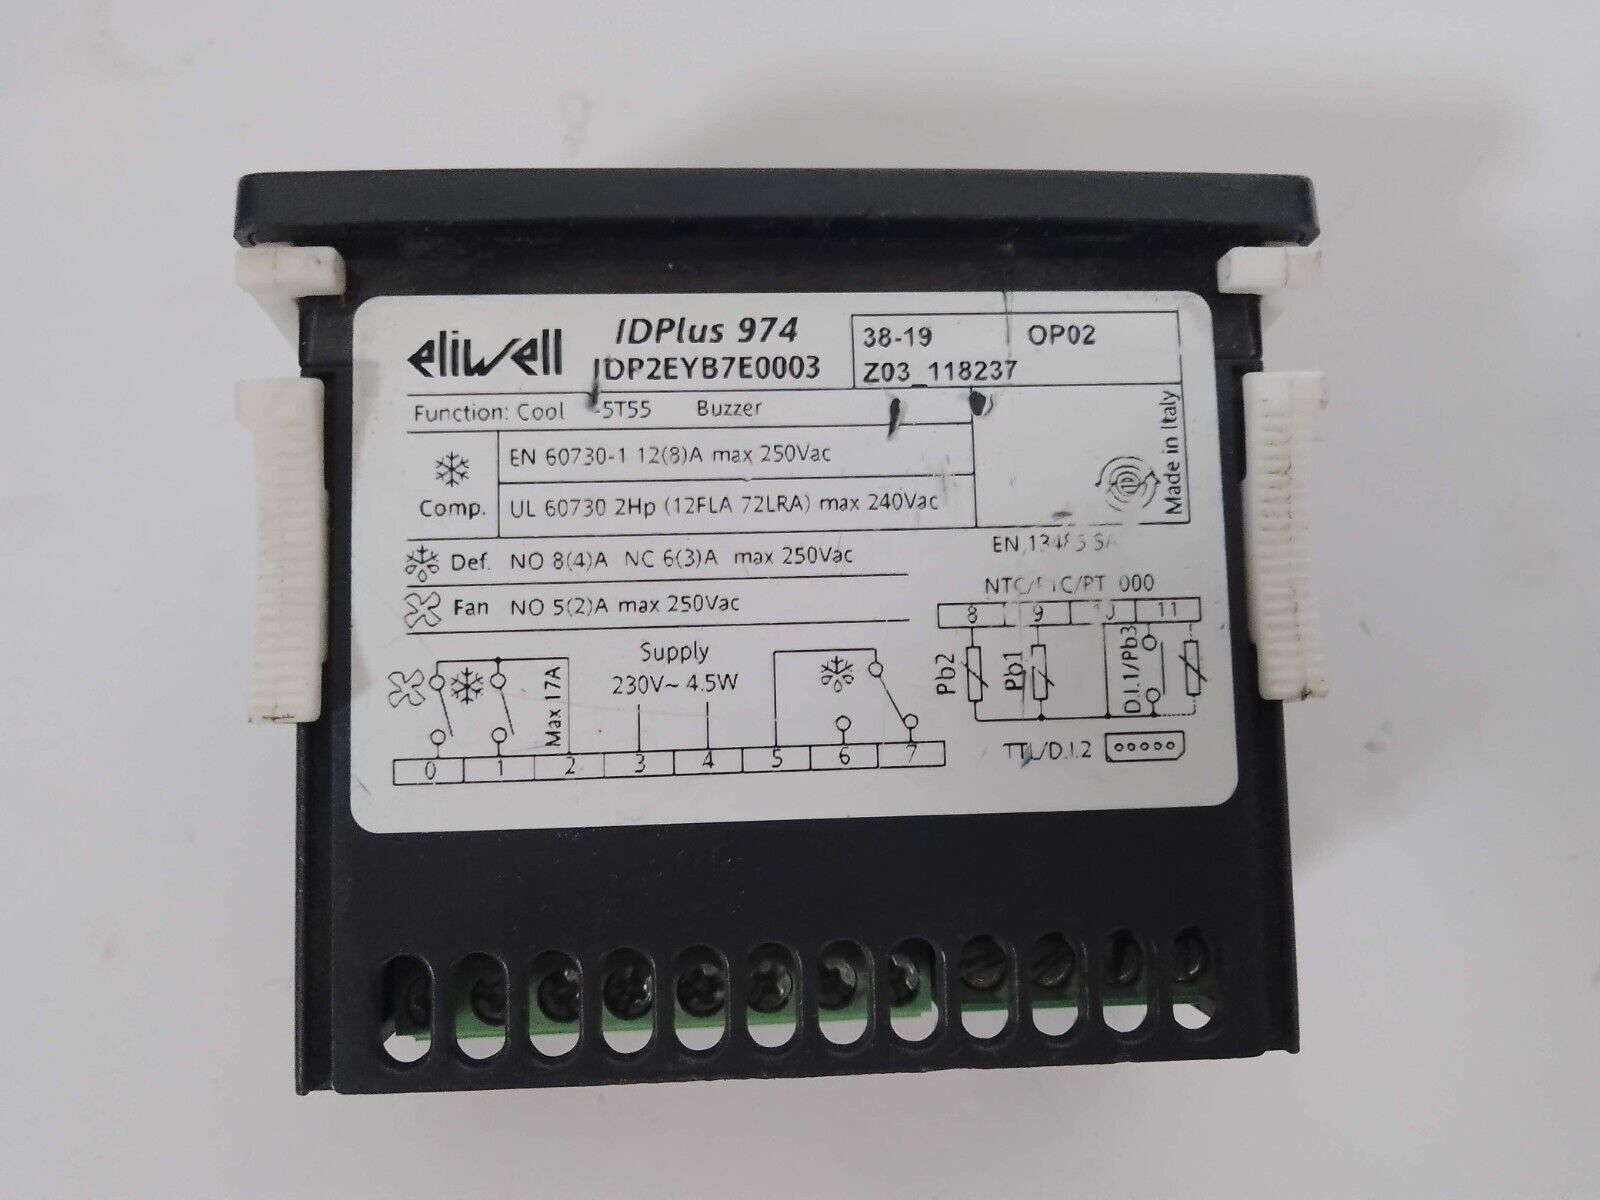 eliwell
IDPlus 974
IDP2EYB7E0003
38-19 OP02
Z03_118237
Function: Cool -5T55 Buzzer
Made in Italy
EN 60730-1 12(8)A max 250Vac
Comp.
UL 60730 2Hp (12FLA 72LRA) max 240Vac
EN
Def. NO 8(4)A NC 6(3)A max 250Vac
000
Fan NO 5(2)A max 250Vac
8 9 11
Supply
230V~ 4.5W
Max 17A
Pb2
Pb1
D.I.1/Pb3
TTL/D.I.2
0 1 2 3 4 5 6 7